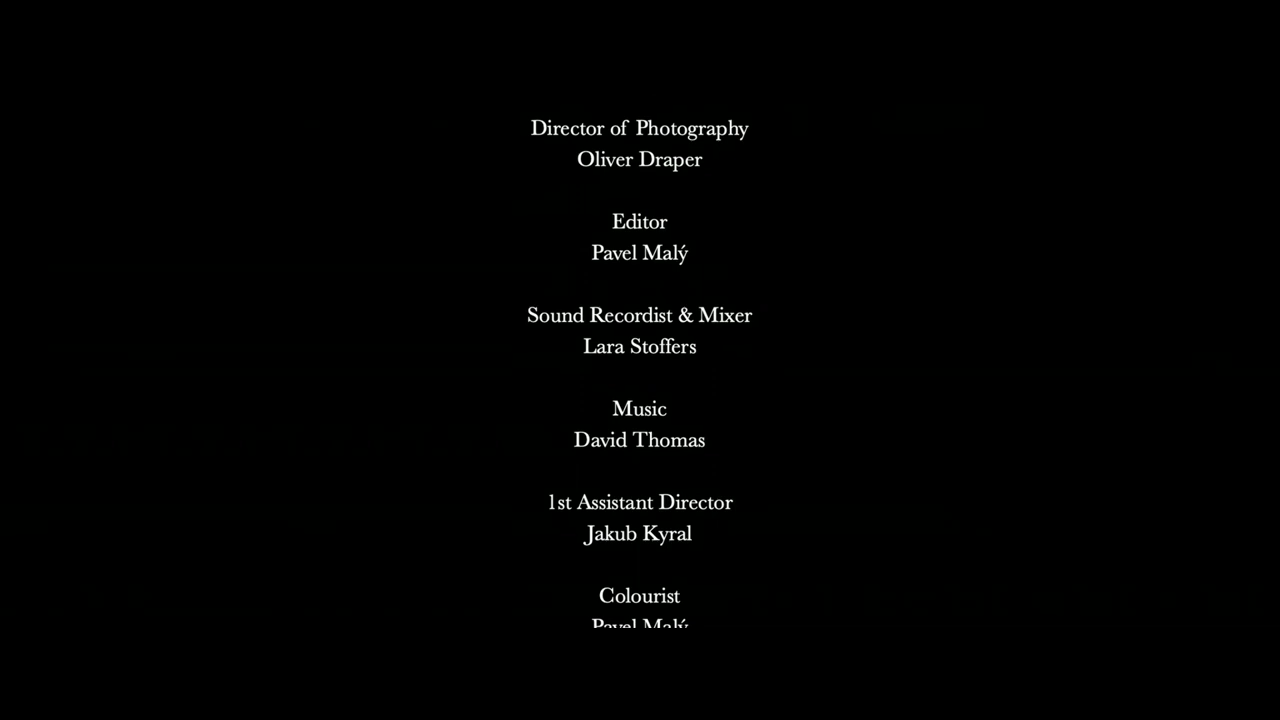 Director of Photography
Oliver Draper
Editor
Pavel Malý
Sound Recordist & Mixer
Lara Stoffers
Music
David Thomas
1st Assistant Director
Jakub Kyral
Colourist
Pavel Malý